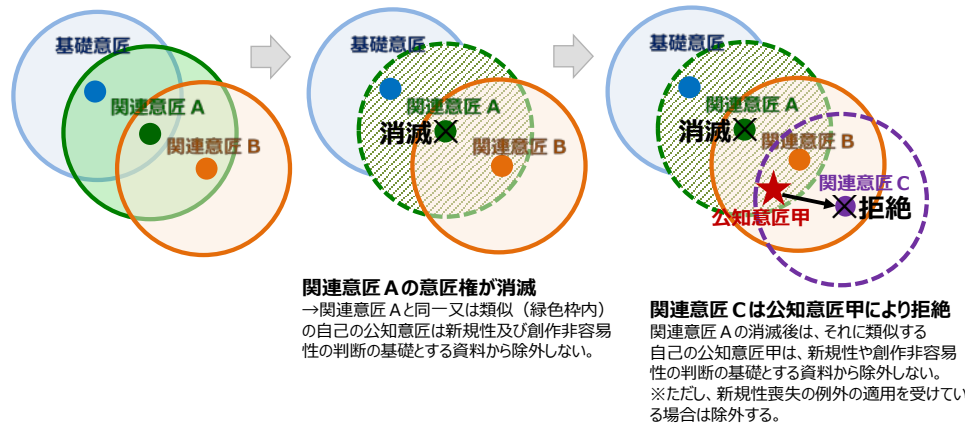 基礎意匠
関連意匠A
関連意匠B
基礎意匠
関連意匠A
消滅
関連意匠B
関連意匠Aの意匠権が消滅
→関連意匠Aと同一又は類似（緑色枠内）
の自己の公知意匠は新規性及び創作非容易
性の判断の基礎とする資料から除外しない。
基礎意匠
関連意匠A
消滅
関連意匠B
関連意匠C
拒絶
公知意匠甲
関連意匠Cは公知意匠甲により拒絶
関連意匠Aの消滅後は、それに類似する
自己の公知意匠甲は、新規性や創作非容易
性の判断の基礎とする資料から除外しない。
※ただし、新規性喪失の例外の適用を受けてい
る場合は除外する。